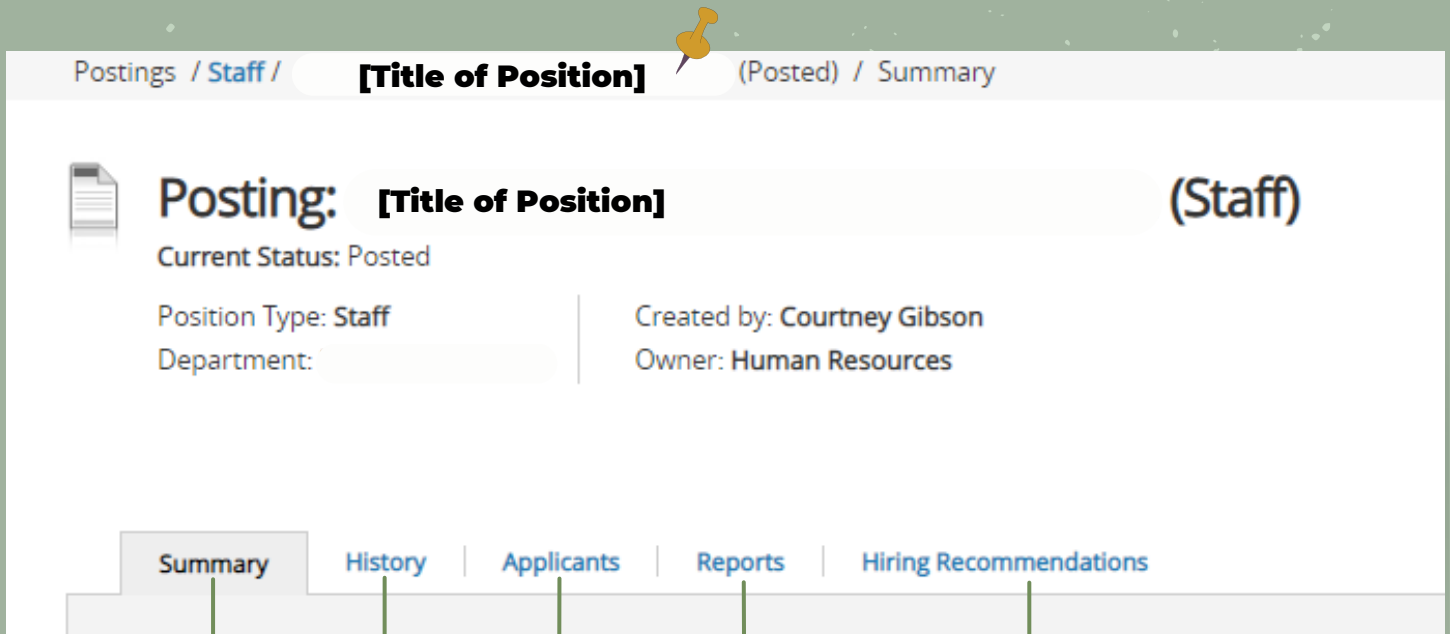 Postings / Staff / [Title of Position] (Posted) / Summary
Posting: [Title of Position] (Staff)
Current Status: Posted
Position Type: Staff
Created by: Courtney Gibson
Department:
Owner: Human Resources
Summary History Applicants Reports Hiring Recommendations